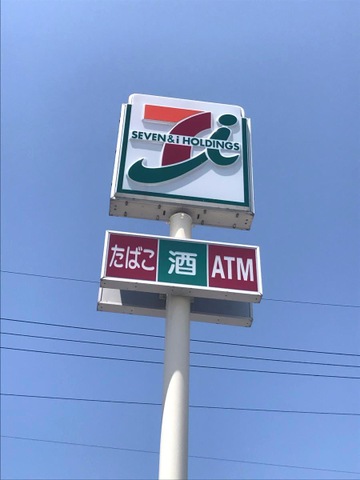 7i
SEVEN&i HOLDINGS
たばこ 酒 ATM